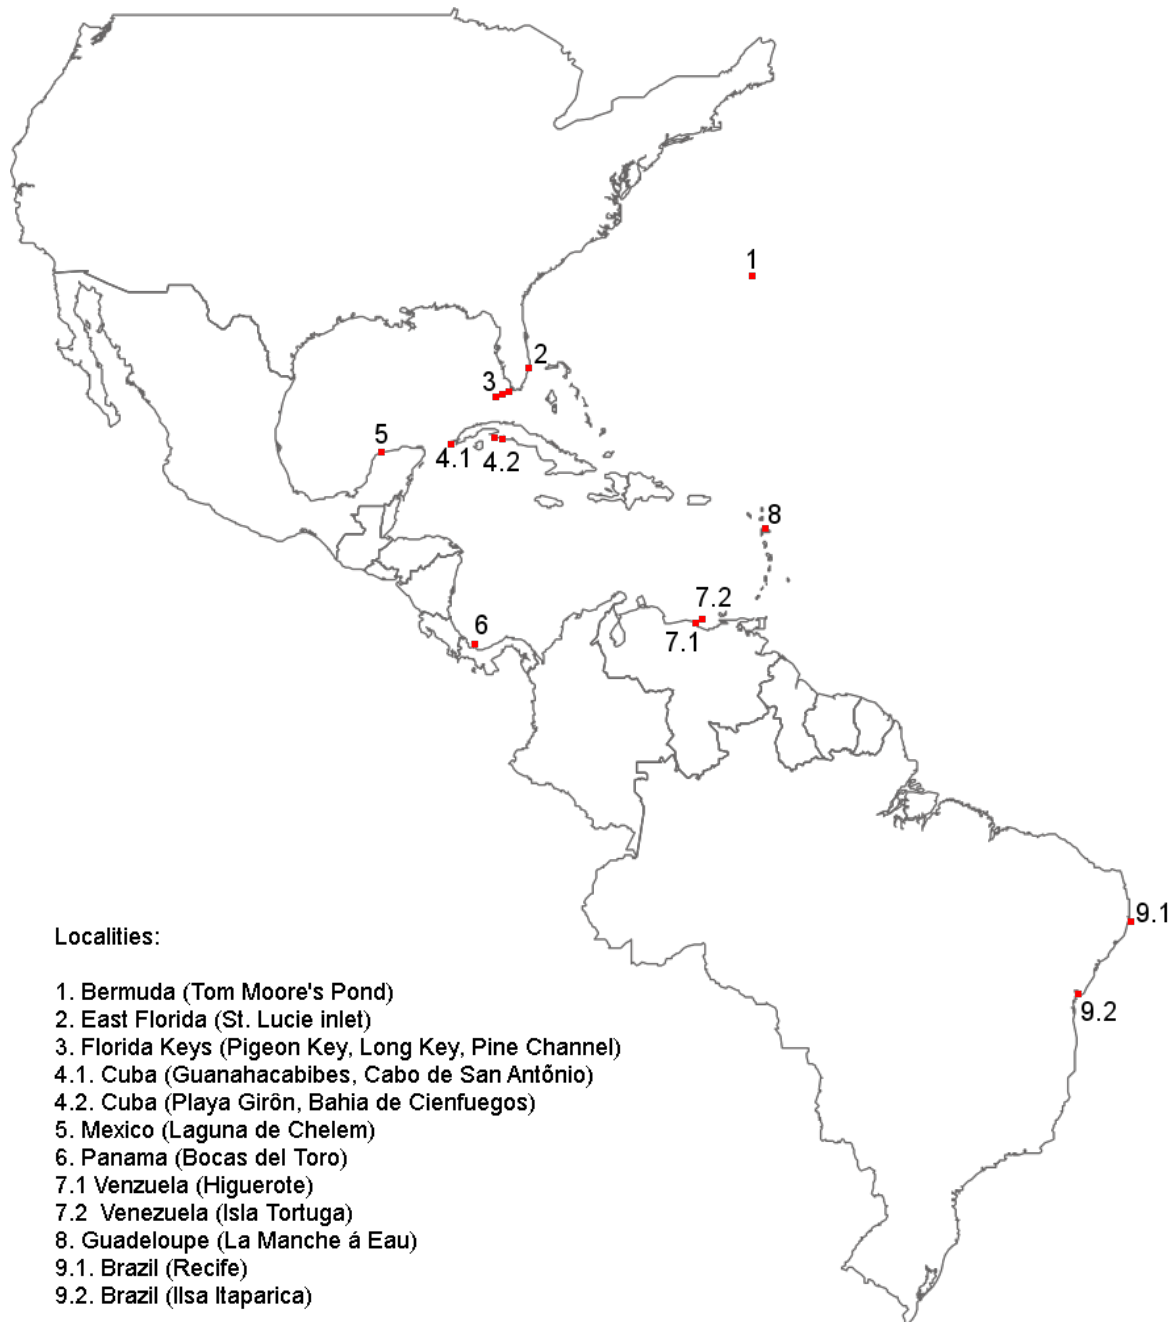 1
2
3
5
4.1
4.2
8
7.2
6
7.1
9.1
9.2
Localities:
1. Bermuda (Tom Moore's Pond)
2. East Florida (St. Lucie inlet)
3. Florida Keys (Pigeon Key, Long Key, Pine Channel)
4.1. Cuba (Guanahacabibes, Cabo de San Antõnio)
4.2. Cuba (Playa Girôn, Bahia de Cienfuegos)
5. Mexico (Laguna de Chelem)
6. Panama (Bocas del Toro)
7.1 Venzuela (Higuerote)
7.2 Venezuela (Isla Tortuga)
8. Guadeloupe (La Manche á Eau)
9.1. Brazil (Recife)
9.2. Brazil (Ilsa Itaparica)